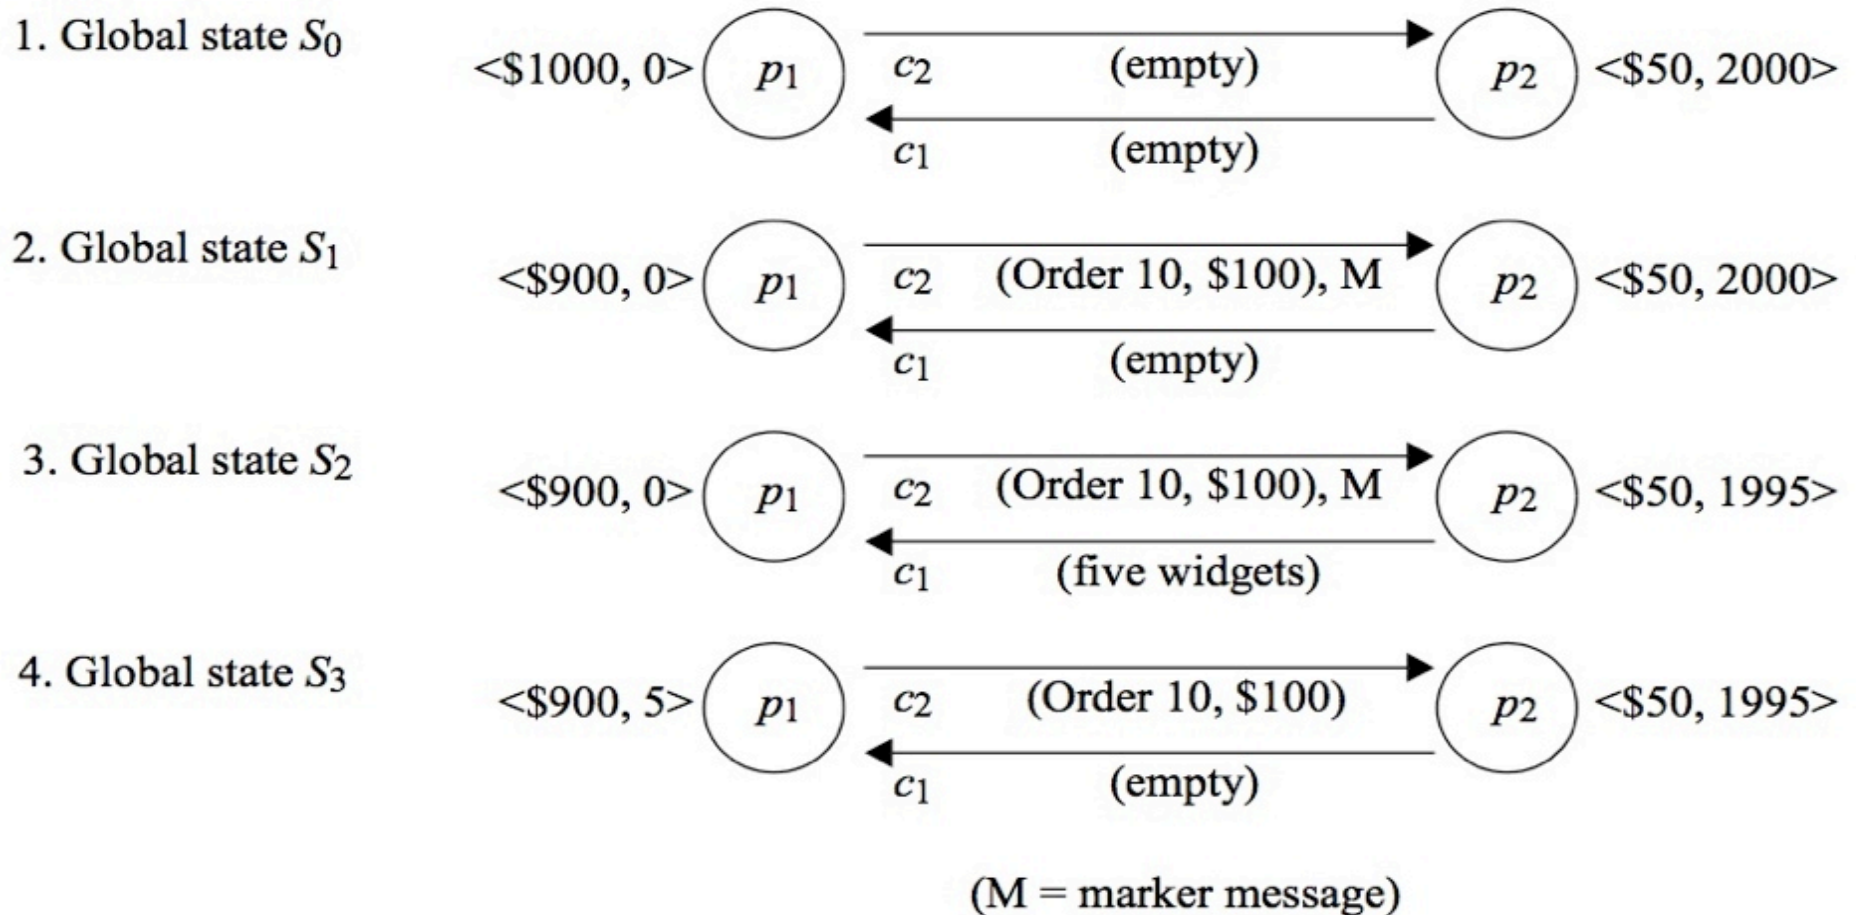 1. Global state S0
<$1000, 0> p1 c2 (empty) p2 <$50, 2000>
c1 (empty)
2. Global state S1
<$900, 0> p1 c2 (Order 10, $100), M p2 <$50, 2000>
c1 (empty)
3. Global state S2
<$900, 0> p1 c2 (Order 10, $100), M p2 <$50, 1995>
c1 (five widgets)
4. Global state S3
<$900, 5> p1 c2 (Order 10, $100) p2 <$50, 1995>
c1 (empty)
(M = marker message)